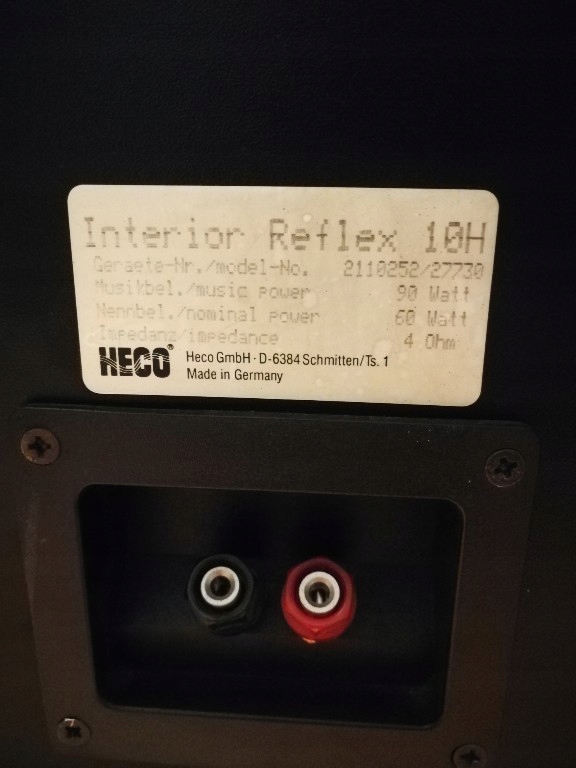 Interior Reflex 10H
Geraete-Nr./model-No. 2110252/27730
Musikbel./music power 90 Watt
Nennbel./nominal power 60 Watt
Impedanz/impedance 4 Ohm
HECO® Heco GmbH · D-6384 Schmitten/Ts. 1
Made in Germany